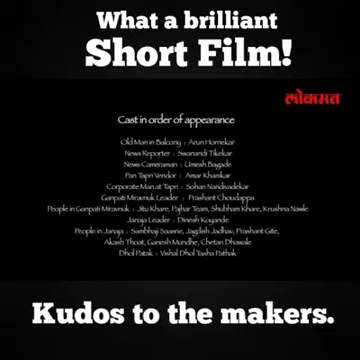 What a brilliant
Short Film!
लोकमत
Cast in order of appearance
Old Man in Balcony : Arun Hornekar
News Reporter : Swanandi Tikekar
News Cameraman : Umesh Bagade
Pan Tapri Vendor : Amar Khamkar
Corporate Man at Tapri : Sohan Nandivadekar
Ganpati Miravnuk Leader : Prashant Choudappa
People in Ganpati Miravnuk : Jitu Khare, Pajhar Team, Shubham Khare, Krushna Nawle
Janaja Leader : Dinesh Koyande
People in Janaja : Sambhaji Sasane, Jagdish Jadhav, Prashant Gite,
Akash Thoat, Ganesh Mundhe, Chetan Dhawale
Dhol Patak : Vishal Dhol Tasha Pathak
Kudos to the makers.